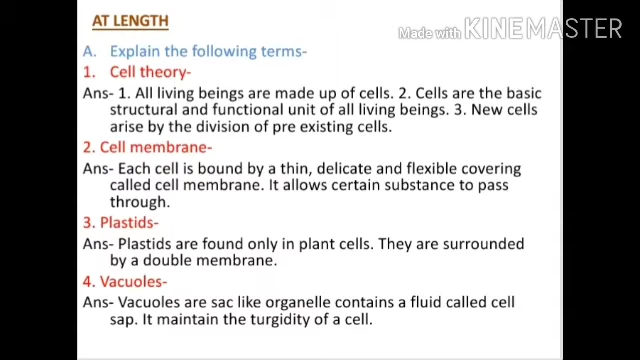 AT LENGTH
Made with KINEMASTER
A. Explain the following terms-
1. Cell theory-
Ans- 1. All living beings are made up of cells. 2. Cells are the basic
structural and functional unit of all living beings. 3. New cells
arise by the division of pre existing cells.
2. Cell membrane-
Ans- Each cell is bound by a thin, delicate and flexible covering
called cell membrane. It allows certain substance to pass
through.
3. Plastids-
Ans- Plastids are found only in plant cells. They are surrounded
by a double membrane.
4. Vacuoles-
Ans- Vacuoles are sac like organelle contains a fluid called cell
sap. It maintain the turgidity of a cell.